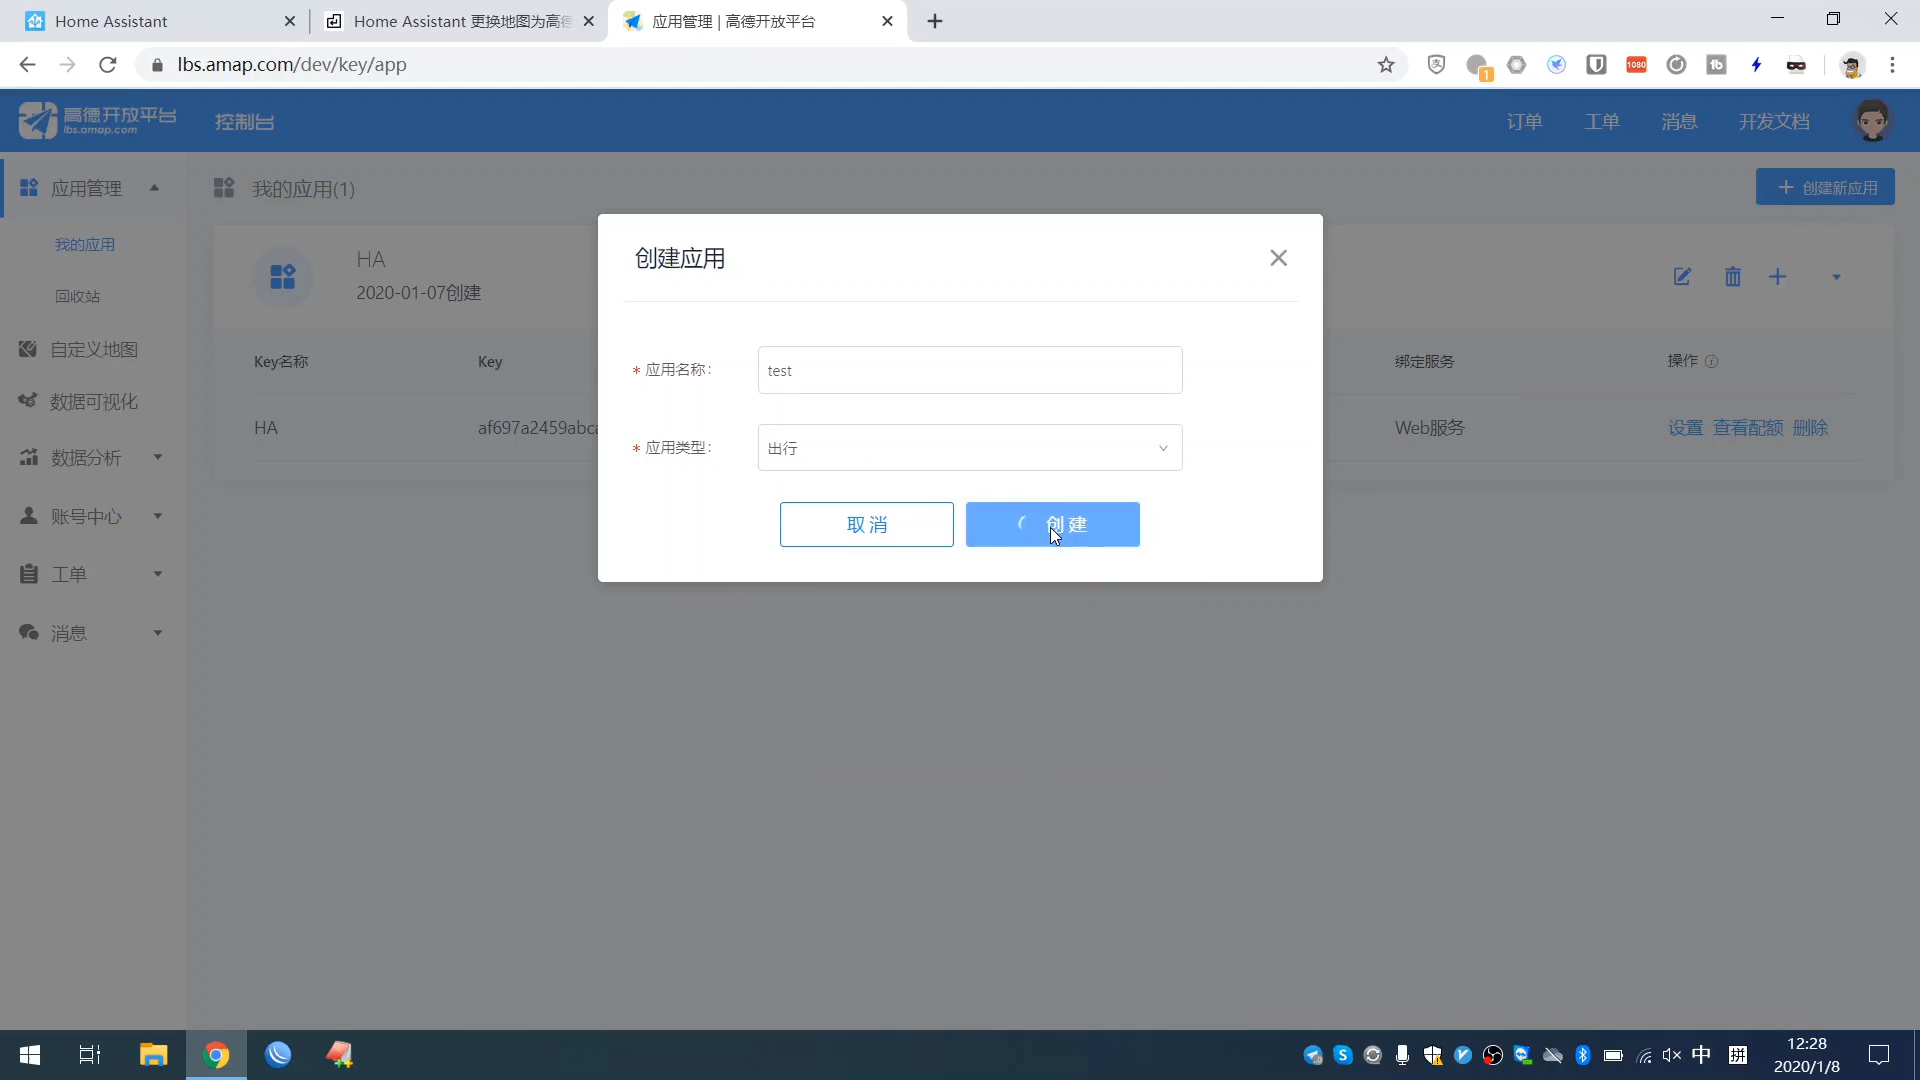 Home Assistant
Home Assistant 更换地图为高德
应用管理 | 高德开放平台
lbs.amap.com/dev/key/app
1
1080
高德开放平台
lbs.amap.com
控制台
订单
工单
消息
开发文档
应用管理
我的应用
回收站
自定义地图
数据可视化
数据分析
账号中心
工单
消息
我的应用(1)
创建新应用
HA
2020-01-07创建
Key名称
Key
绑定服务
操作
HA
af697a2459abca
Web服务
设置 查看配额 删除
创建应用
* 应用名称:
test
* 应用类型:
出行
取 消
创 建
中
拼
12:28
2020/1/8